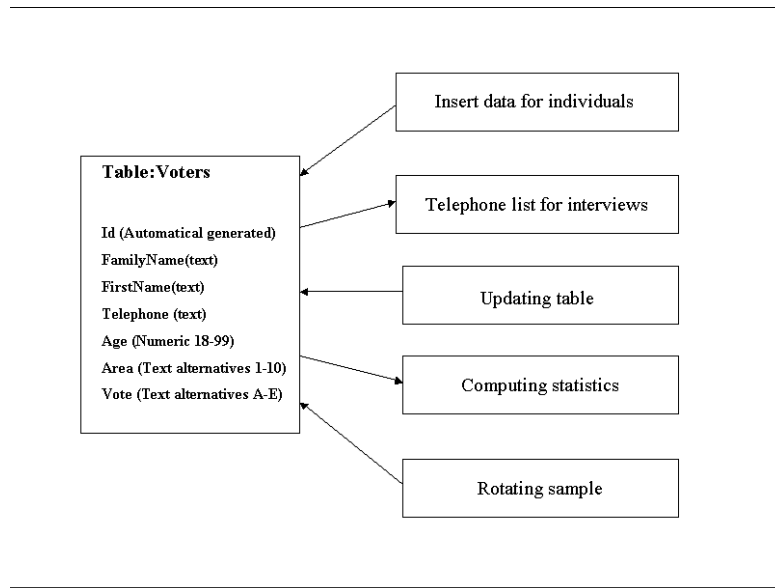 Table:Voters
Id (Automatical generated)
FamilyName(text)
FirstName(text)
Telephone (text)
Age (Numeric 18-99)
Area (Text alternatives 1-10)
Vote (Text alternatives A-E)
Insert data for individuals
Telephone list for interviews
Updating table
Computing statistics
Rotating sample